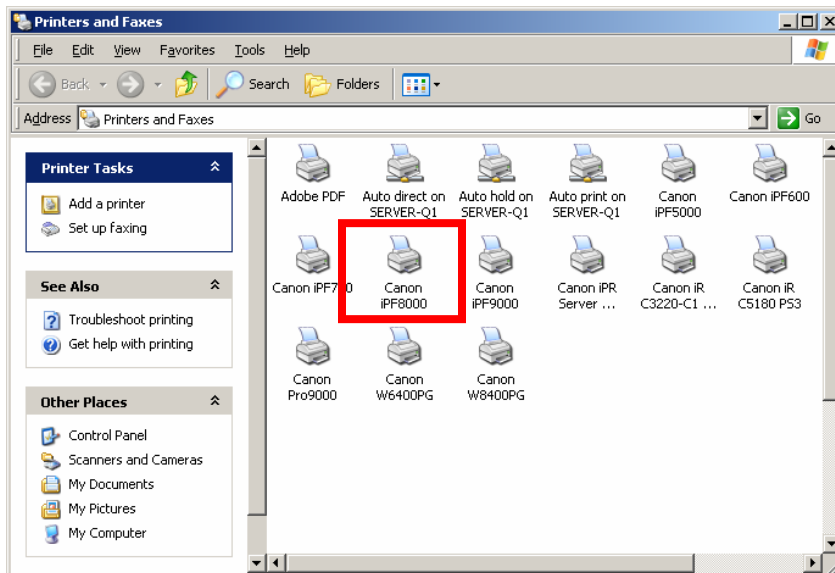 Printers and Faxes
File Edit View Favorites Tools Help
Back Search Folders
Address Printers and Faxes Go
Printer Tasks
Add a printer
Set up faxing
See Also
Troubleshoot printing
Get help with printing
Other Places
Control Panel
Scanners and Cameras
My Documents
My Pictures
My Computer
Adobe PDF
Auto direct on
SERVER-Q1
Auto hold on
SERVER-Q1
Auto print on
SERVER-Q1
Canon
iPF5000
Canon iPF600
Canon
Canon
iPF8000
Canon
iPF9000
Canon iPR
Server ...
Canon iR
C3220-C1 ...
Canon iR
C5180 PS3
Canon
Pro9000
Canon
W6400PG
Canon
W8400PG